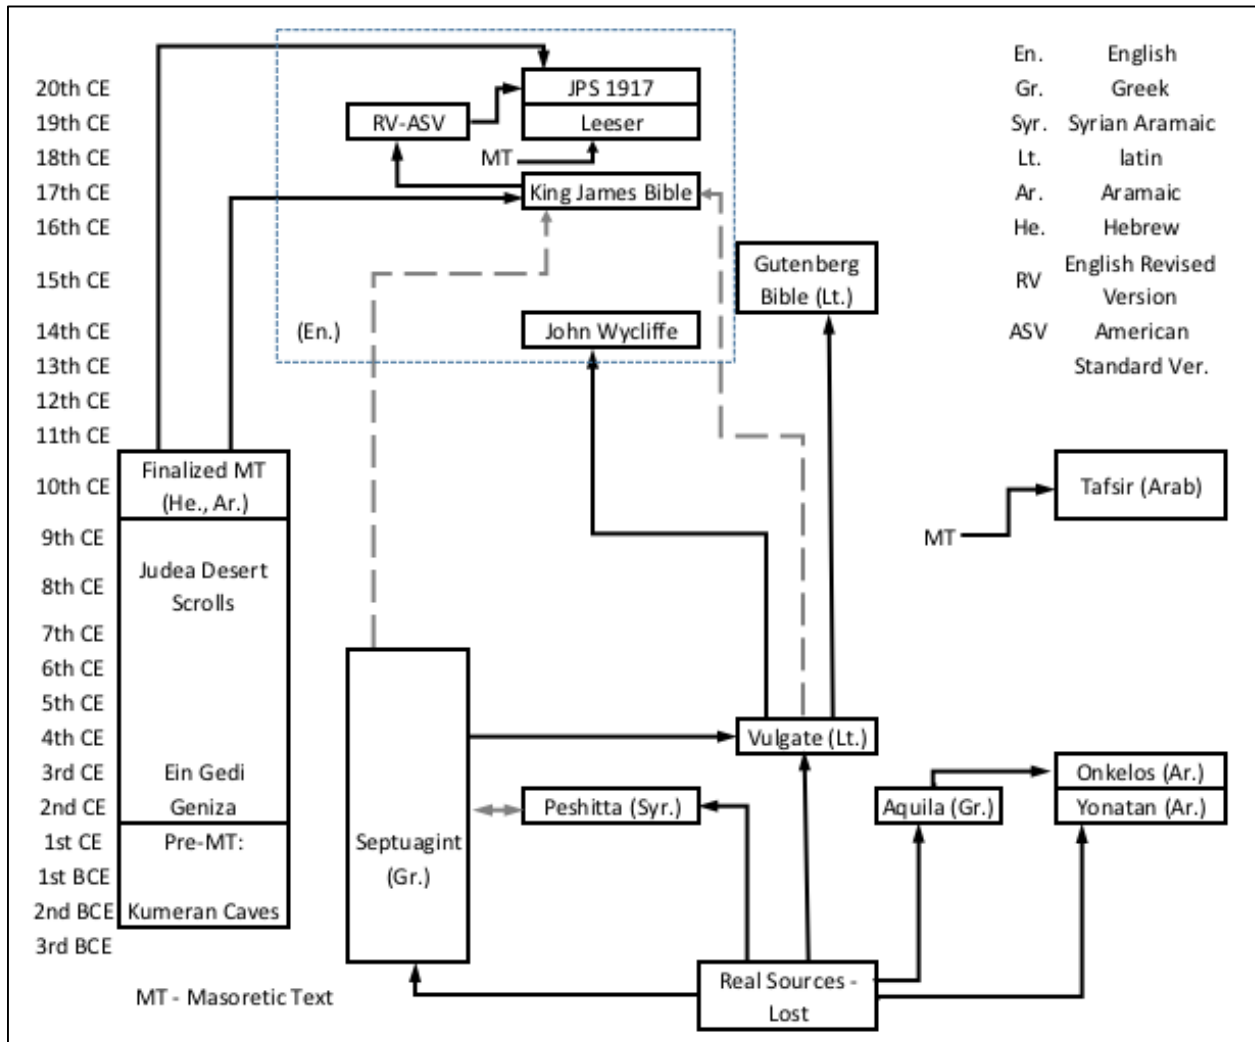 20th CE
19th CE
18th CE
17th CE
16th CE
15th CE
14th CE
13th CE
12th CE
11th CE
10th CE
9th CE
8th CE
7th CE
6th CE
5th CE
4th CE
3rd CE
2nd CE
1st CE
1st BCE
2nd BCE
3rd BCE
Finalized MT
(He., Ar.)
Judea Desert
Scrolls
Ein Gedi
Geniza
Pre-MT:
Kumeran Caves
MT - Masoretic Text
JPS 1917
Leeser
RV-ASV
MT
King James Bible
(En.)
John Wycliffe
Gutenberg
Bible (Lt.)
Septuagint
(Gr.)
Peshitta (Syr.)
Vulgate (Lt.)
Aquila (Gr.)
Onkelos (Ar.)
Yonatan (Ar.)
Real Sources -
Lost
MT
Tafsir (Arab)
En. English
Gr. Greek
Syr. Syrian Aramaic
Lt. latin
Ar. Aramaic
He. Hebrew
RV English Revised
Version
ASV American
Standard Ver.